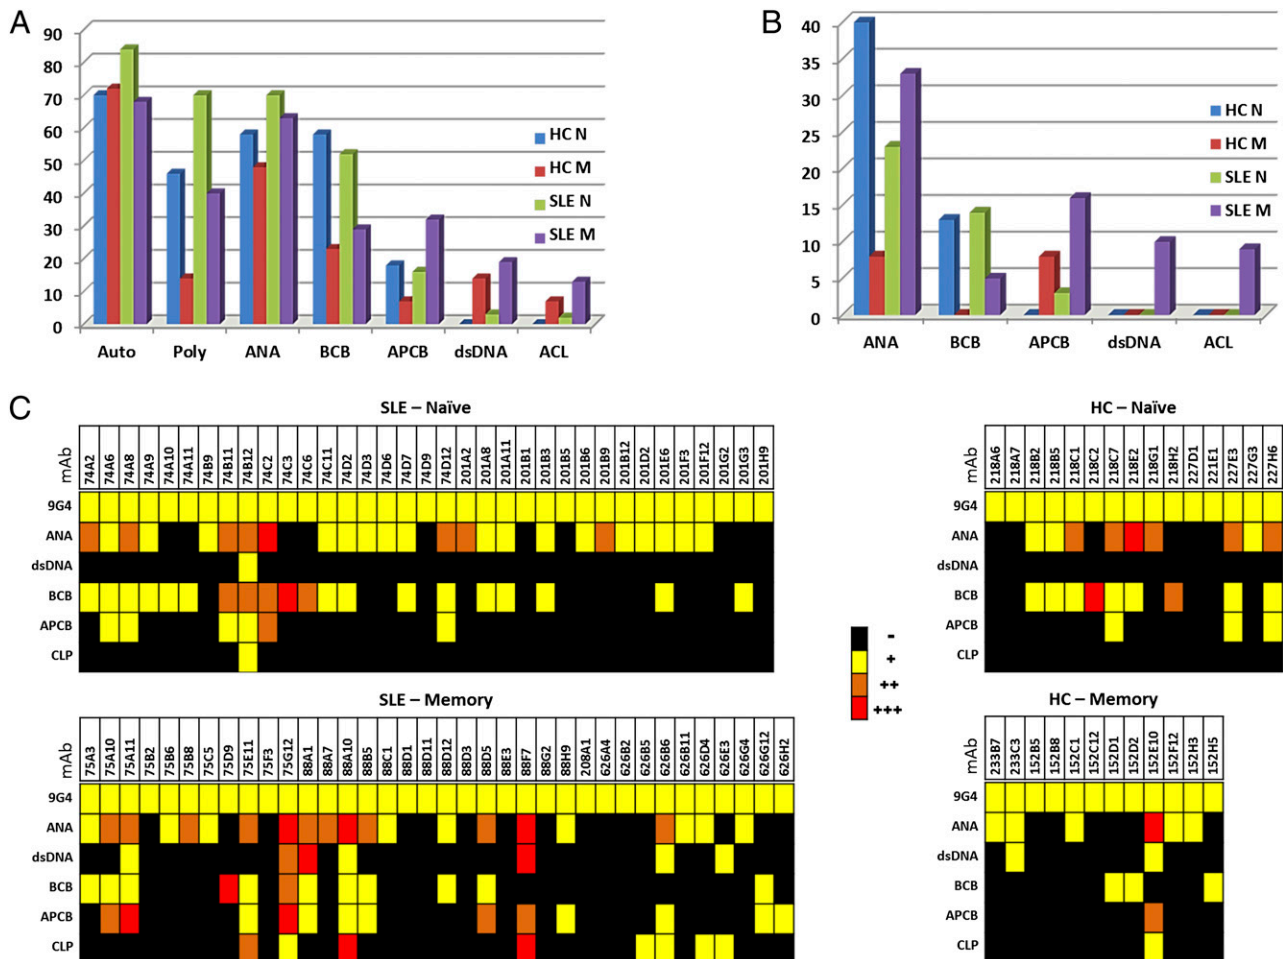 A
90
80
70
60
50
40
30
20
10
0
Auto Poly ANA BCB APCB dsDNA ACL
HC N
HC M
SLE N
SLE M
B
40
35
30
25
20
15
10
5
0
ANA BCB APCB dsDNA ACL
HC N
HC M
SLE N
SLE M
C
SLE – Naïve
mAb 74A2 74A6 74A8 74A9 74A10 74A11 74B9 74B11 74B12 74C2 74C3 74C6 74C11 74D2 74D3 74D6 74D7 74D9 74D12 201A2 201A8 201A11 201B1 201B3 201B5 201B6 201B9 201B12 201D2 201E6 201F3 201F12 201G2 201G3 201H9
9G4
ANA
dsDNA
BCB
APCB
CLP
HC – Naïve
mAb 218A6 218A7 218B2 218B5 218C1 218C2 218C7 218E2 218G1 218H2 227D1 221E1 227E3 227G3 227H6
9G4
ANA
dsDNA
BCB
APCB
CLP
-
+
++
+++
SLE – Memory
mAb 75A3 75A10 75A11 75B2 75B6 75B8 75C5 75D9 75E11 75F3 75G12 88A1 88A7 88A10 88B5 88C1 88D1 88D11 88D12 88D3 88D5 88E3 88F7 88G2 88H9 208A1 626A4 626B2 626B5 626B6 626B11 626D4 626E3 626G4 626G12 626H2
9G4
ANA
dsDNA
BCB
APCB
CLP
HC – Memory
mAb 233B7 233C3 152B5 152B8 152C1 152C12 152D1 152D2 152E10 152F12 152H3 152H5
9G4
ANA
dsDNA
BCB
APCB
CLP